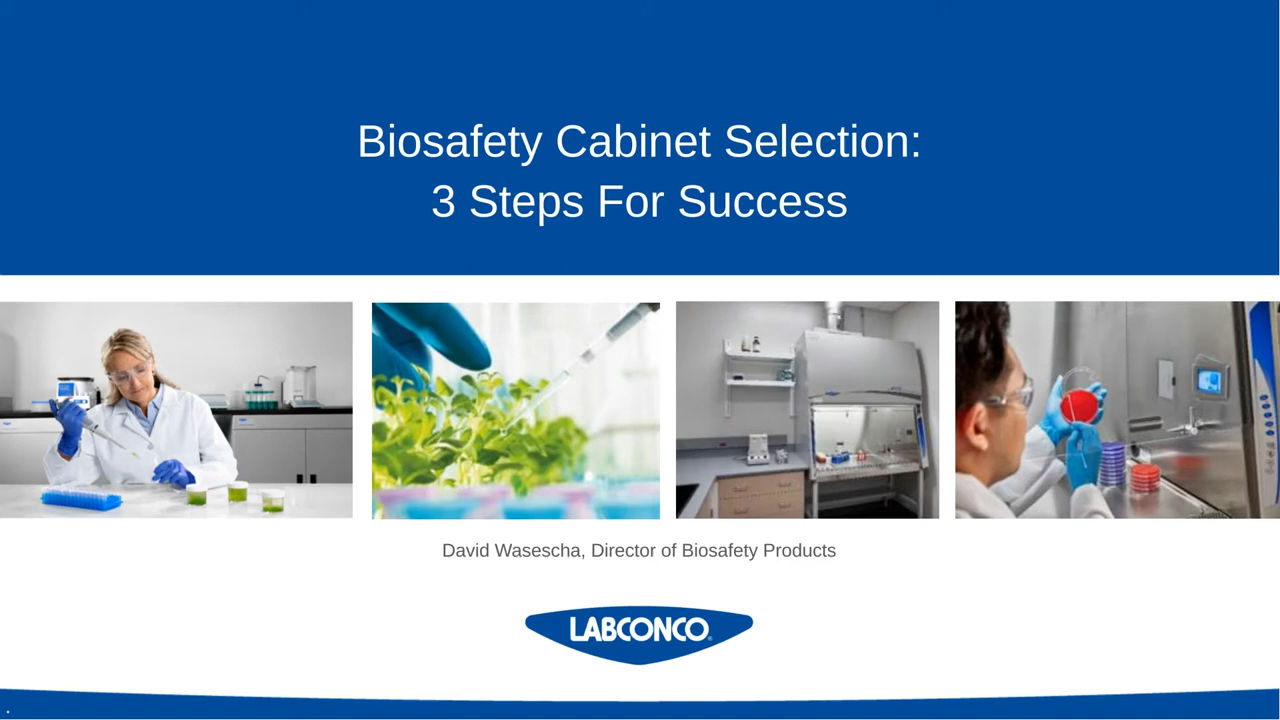 Biosafety Cabinet Selection:
3 Steps For Success
David Wasescha, Director of Biosafety Products
LABCONCO
.